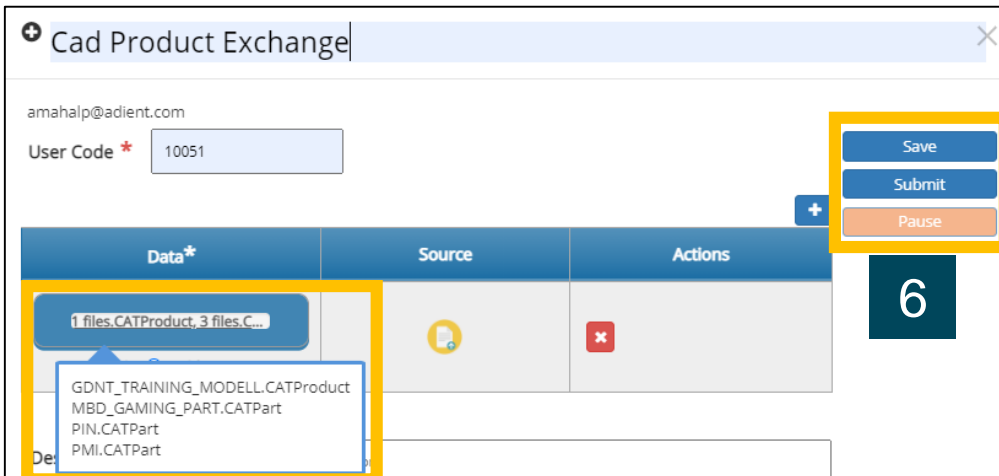 Cad Product Exchange
amahalp@adient.com
User Code * 10051
Save
Submit
Pause
Data* Source Actions
1 files.CATProduct, 3 files.C...
GDNT_TRAINING_MODELL.CATProduct
MBD_GAMING_PART.CATPart
PIN.CATPart
PMI.CATPart
6